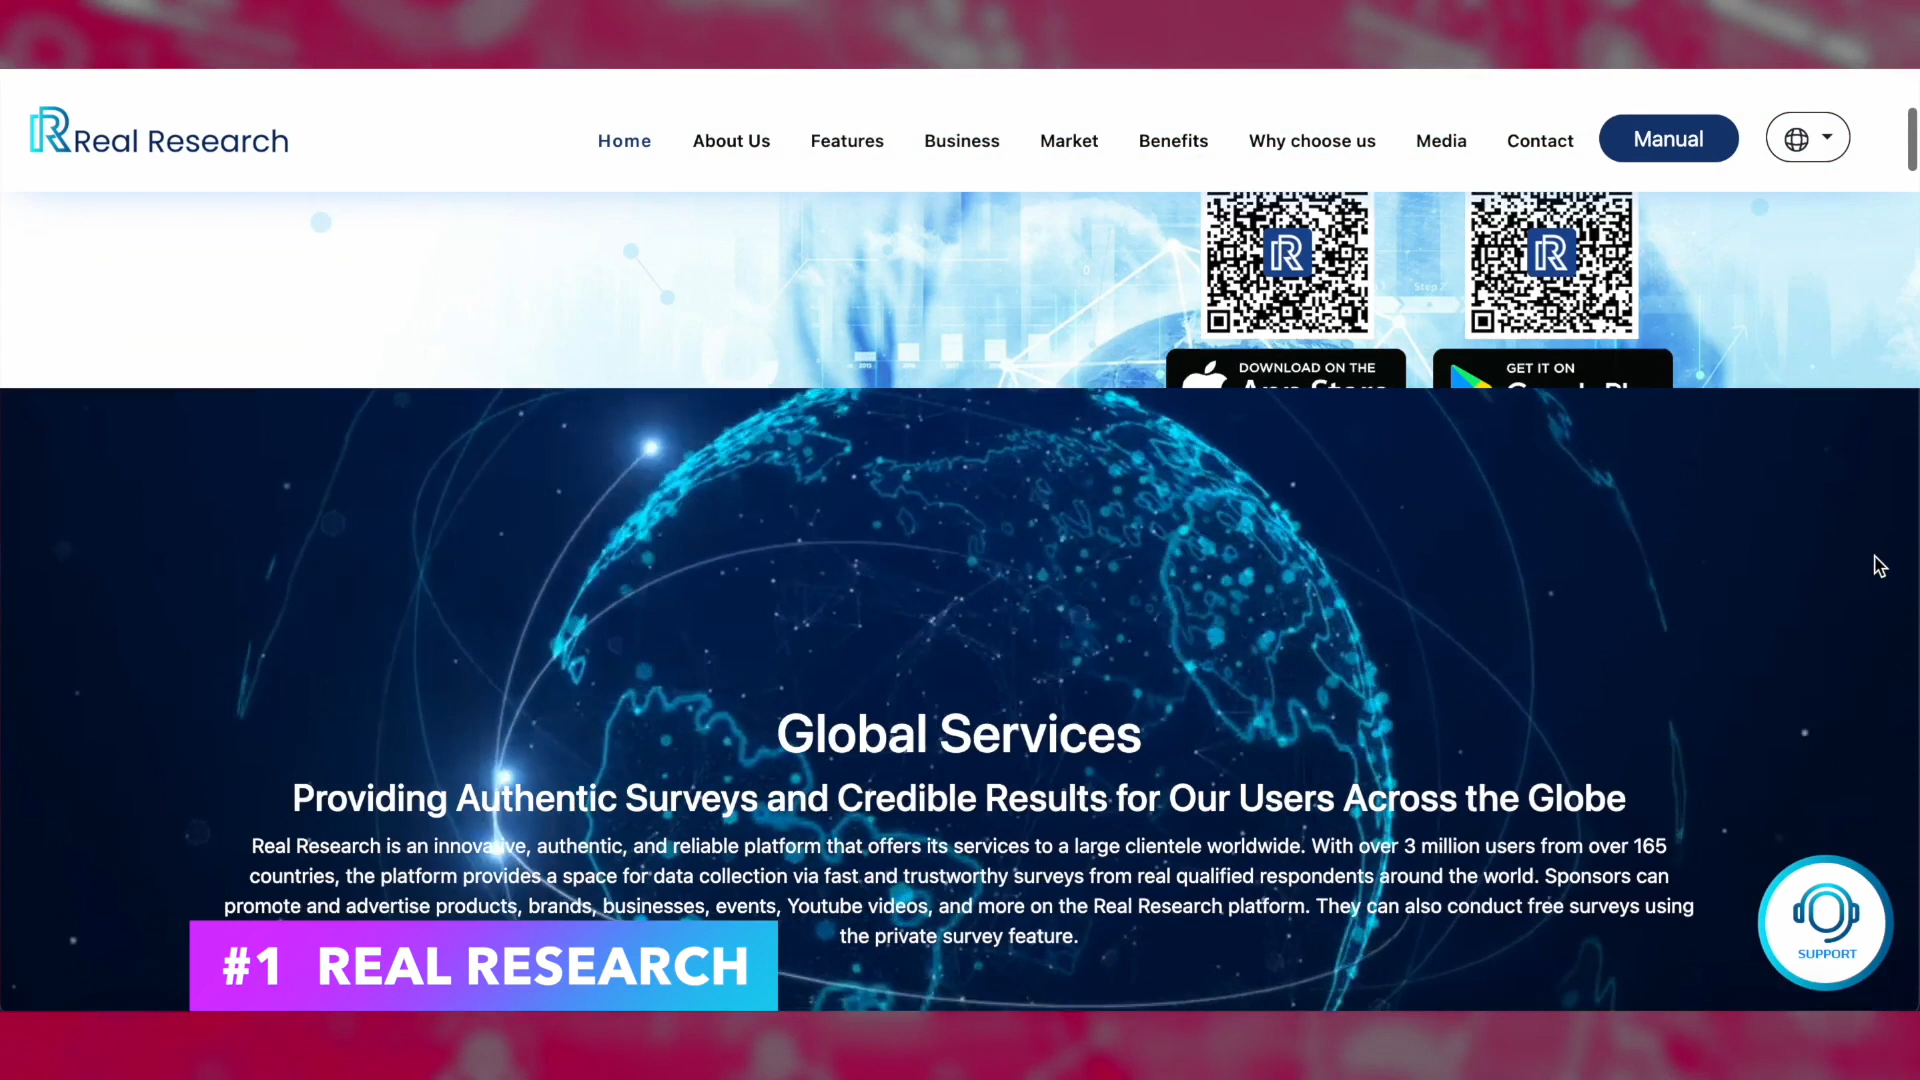 Real Research
Home About Us Features Business Market Benefits Why choose us Media Contact Manual
Step 2
DOWNLOAD ON THE
App Store
GET IT ON
Global Services
Providing Authentic Surveys and Credible Results for Our Users Across the Globe
Real Research is an innovative, authentic, and reliable platform that offers its services to a large clientele worldwide. With over 3 million users from over 165
countries, the platform provides a space for data collection via fast and trustworthy surveys from real qualified respondents around the world. Sponsors can
promote and advertise products, brands, businesses, events, Youtube videos, and more on the Real Research platform. They can also conduct free surveys using
the private survey feature.
#1 REAL RESEARCH
SUPPORT